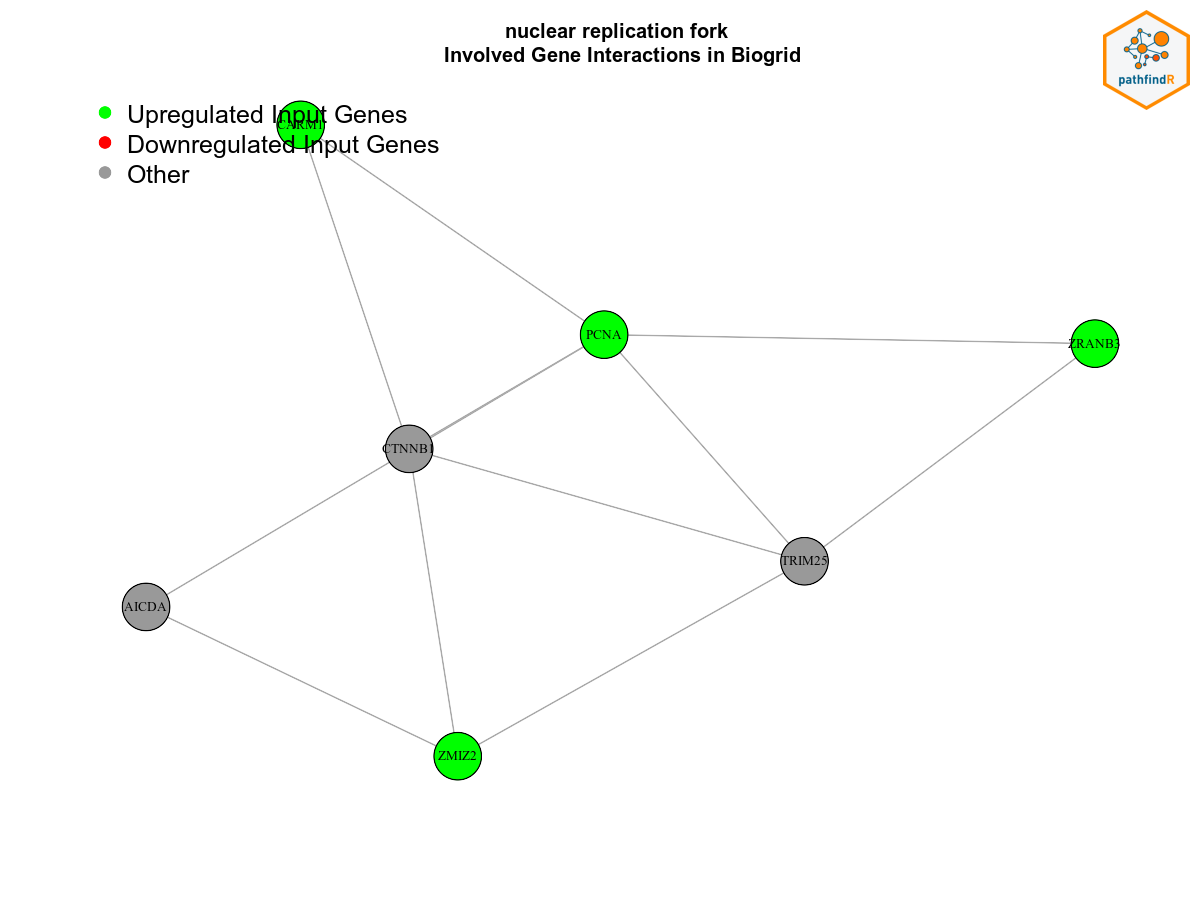 nuclear replication fork
Involved Gene Interactions in Biogrid
pathfindR
Upregulated Input Genes
CARM1
Downregulated Input Genes
Other
PCNA
ZRANB3
CTNNB1
TRIM25
AICDA
ZMIZ2